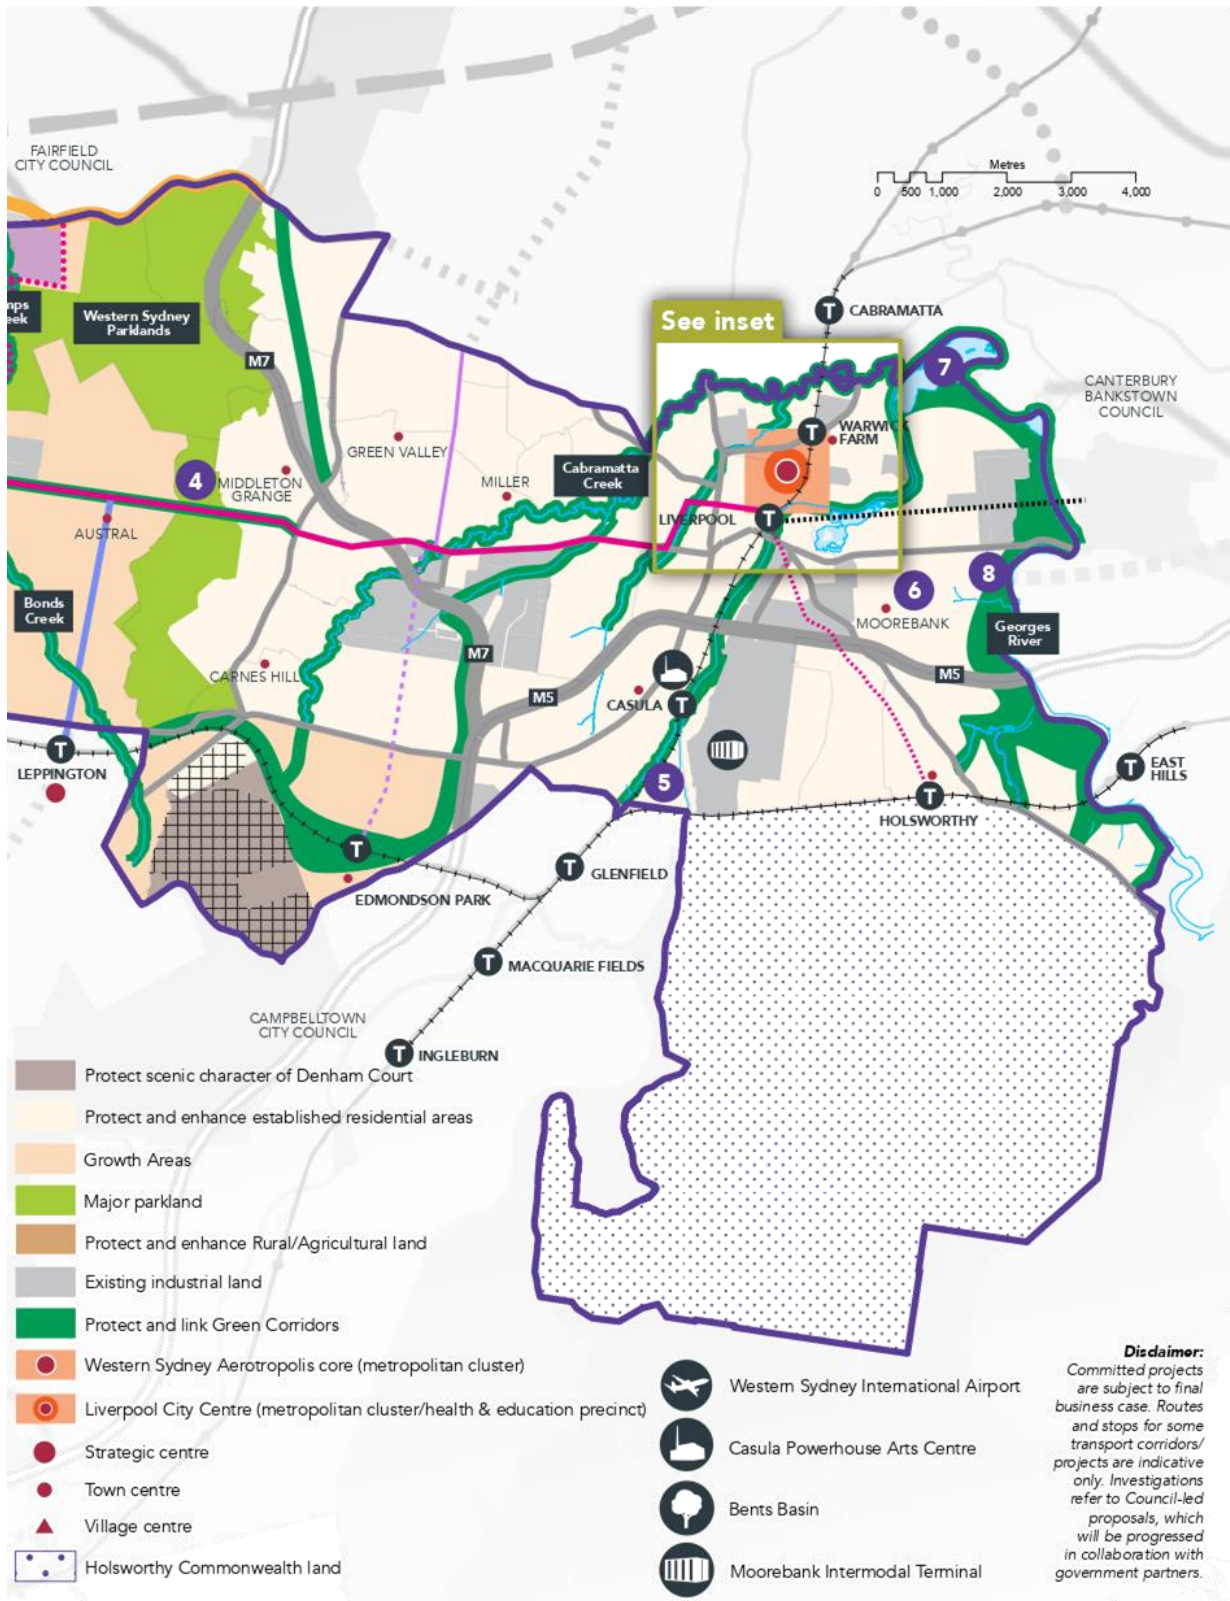 FAIRFIELD
CITY COUNCIL
Metres
0 500 1,000 2,000 3,000 4,000
mps
eek
Western Sydney
Parklands
M7
See inset
T CABRAMATTA
7
CANTERBURY
BANKSTOWN
COUNCIL
T WARWICK
FARM
4
MIDDLETON
GRANGE
GREEN VALLEY
MILLER
Cabramatta
Creek
LIVERPOOL T
AUSTRAL
Bonds
Creek
6
8
MOOREBANK
Georges
River
CARNES HILL
M7
M5
M5
CASULA T
T
LEPPINGTON
5
T EAST
HILLS
T
HOLSWORTHY
T
EDMONDSON PARK
T GLENFIELD
T MACQUARIE FIELDS
CAMPBELLTOWN
CITY COUNCIL
T INGLEBURN
Protect scenic character of Denham Court
Protect and enhance established residential areas
Growth Areas
Major parkland
Protect and enhance Rural/Agricultural land
Existing industrial land
Protect and link Green Corridors
Western Sydney Aerotropolis core (metropolitan cluster)
Liverpool City Centre (metropolitan cluster/health & education precinct)
Strategic centre
Town centre
Village centre
Holsworthy Commonwealth land
Western Sydney International Airport
Casula Powerhouse Arts Centre
Bents Basin
Moorebank Intermodal Terminal
Disclaimer:
Committed projects
are subject to final
business case. Routes
and stops for some
transport corridors/
projects are indicative
only. Investigations
refer to Council-led
proposals, which
will be progressed
in collaboration with
government partners.